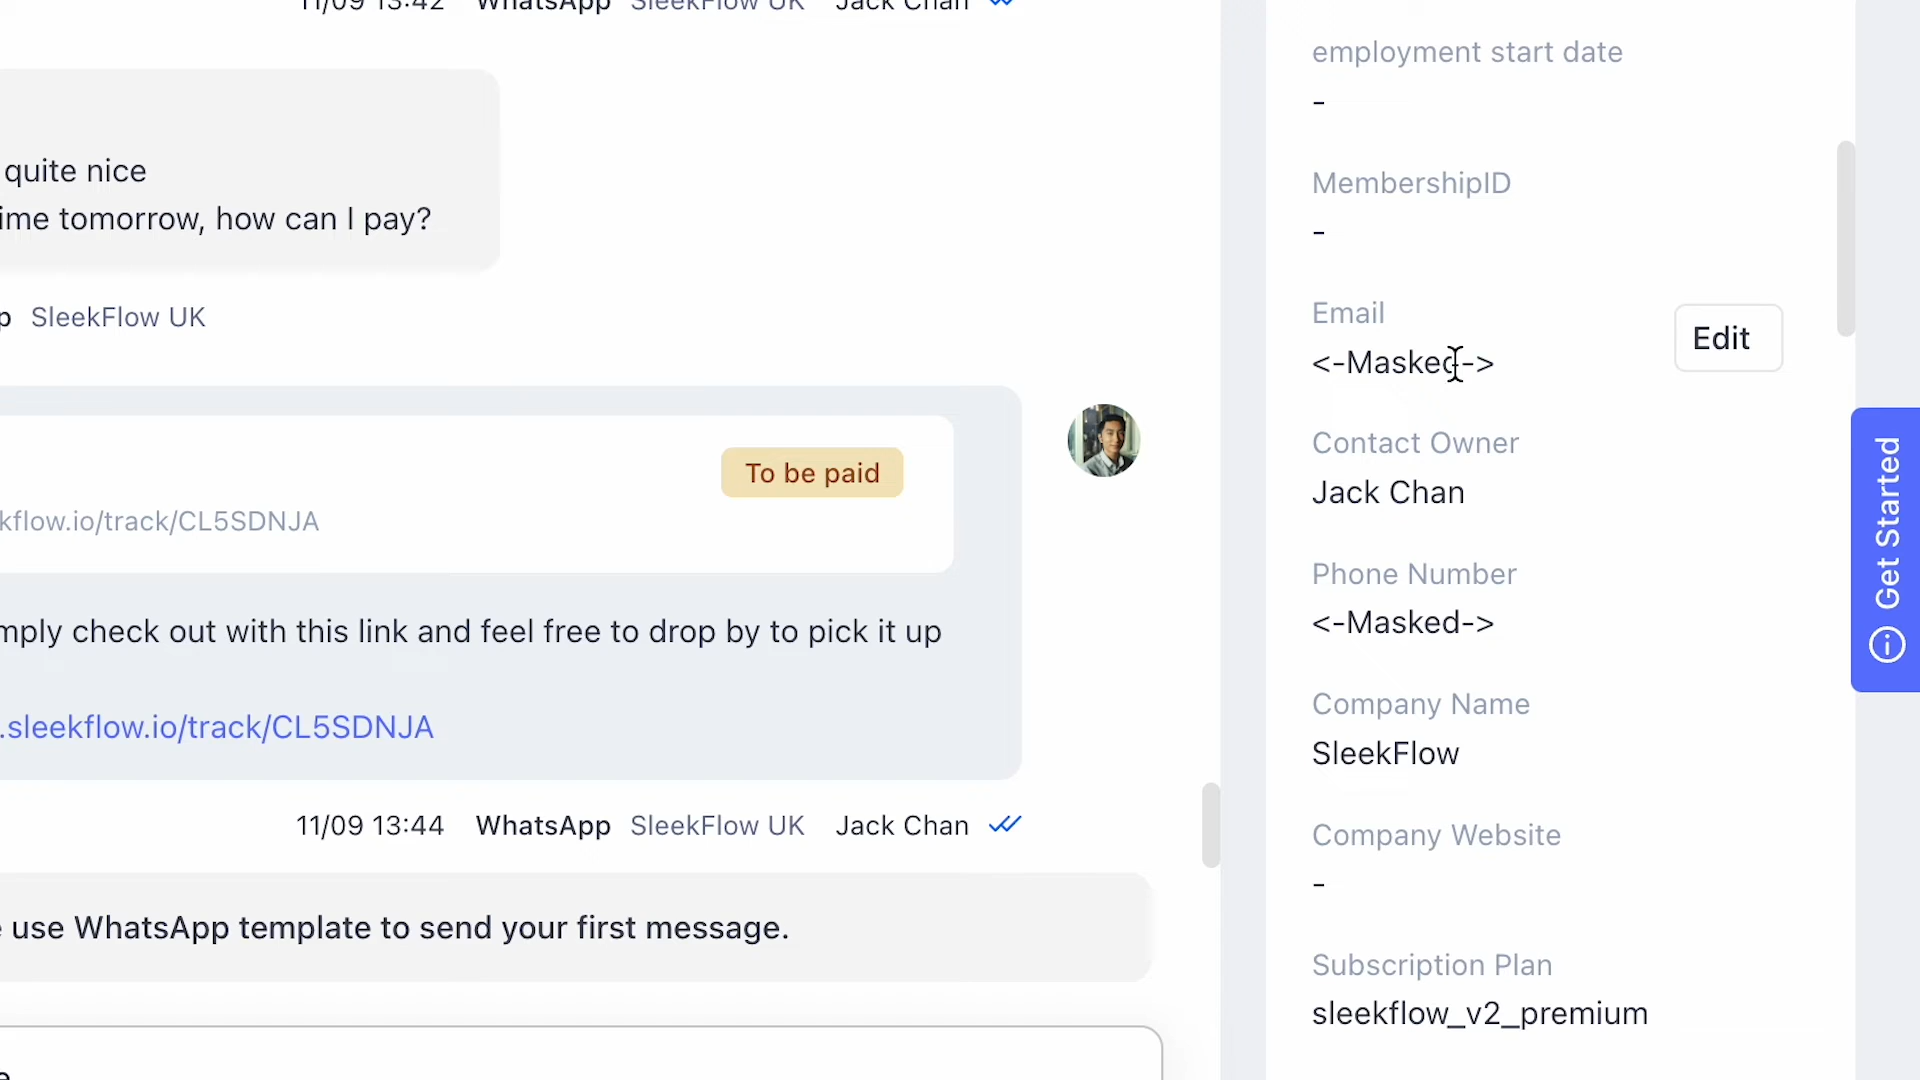 11/09 13:42 WhatsApp SleekFlow UK Jack Chan
quite nice
ime tomorrow, how can I pay?
p SleekFlow UK
To be paid
kflow.io/track/CL5SDNJA
mply check out with this link and feel free to drop by to pick it up
.sleekflow.io/track/CL5SDNJA
11/09 13:44 WhatsApp SleekFlow UK Jack Chan
e use WhatsApp template to send your first message.
employment start date
-
MembershipID
-
Email
<-Masked->
Edit
Contact Owner
Jack Chan
Phone Number
<-Masked->
Company Name
SleekFlow
Company Website
-
Subscription Plan
sleekflow_v2_premium
Get Started